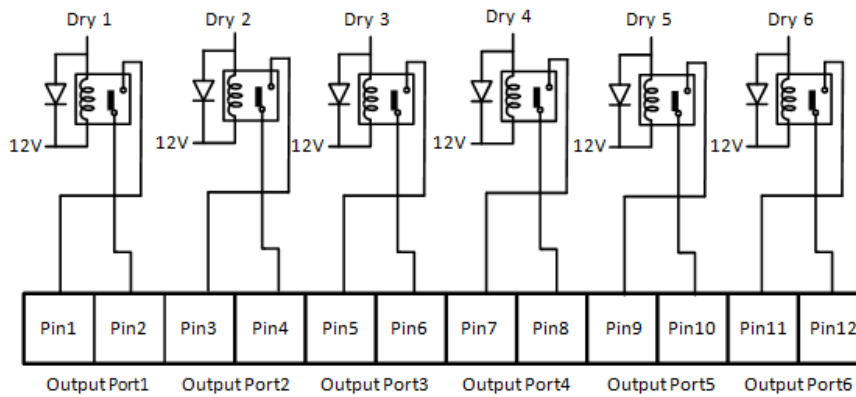 Dry 1 Dry 2 Dry 3 Dry 4 Dry 5 Dry 6
12V 12V 12V 12V 12V 12V
Pin1 Pin2 Pin3 Pin4 Pin5 Pin6 Pin7 Pin8 Pin9 Pin10 Pin11 Pin12
Output Port1 Output Port2 Output Port3 Output Port4 Output Port5 Output Port6